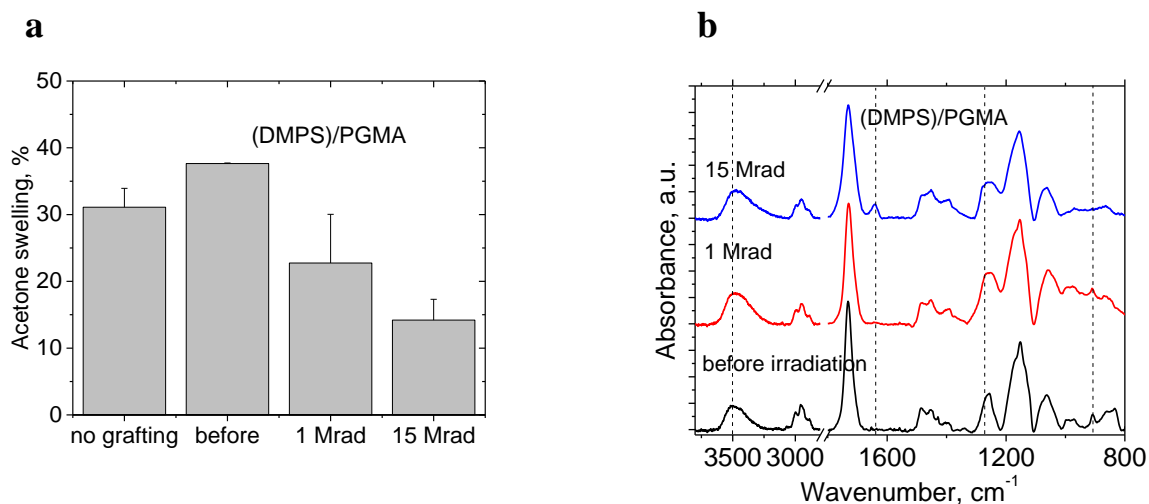 a
Acetone swelling, %
50
40
30
20
10
0
(DMPS)/PGMA
no grafting before 1 Mrad 15 Mrad
b
Absorbance, a.u.
(DMPS)/PGMA
15 Mrad
1 Mrad
before irradiation
3500 3000 1600 1200 800
Wavenumber, cm-1